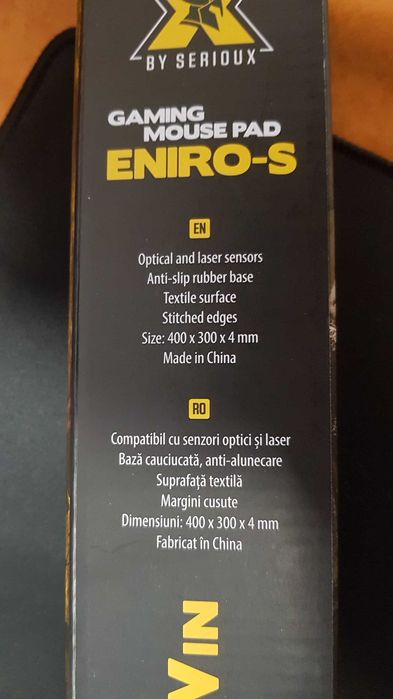 BY SERIOUX
GAMING
MOUSE PAD
ENIRO-S
EN
Optical and laser sensors
Anti-slip rubber base
Textile surface
Stitched edges
Size: 400 x 300 x 4 mm
Made in China
RO
Compatibil cu senzori optici și laser
Bază cauciucată, anti-alunecare
Suprafață textilă
Margini cusute
Dimensiuni: 400 x 300 x 4 mm
Fabricat în China
VIN